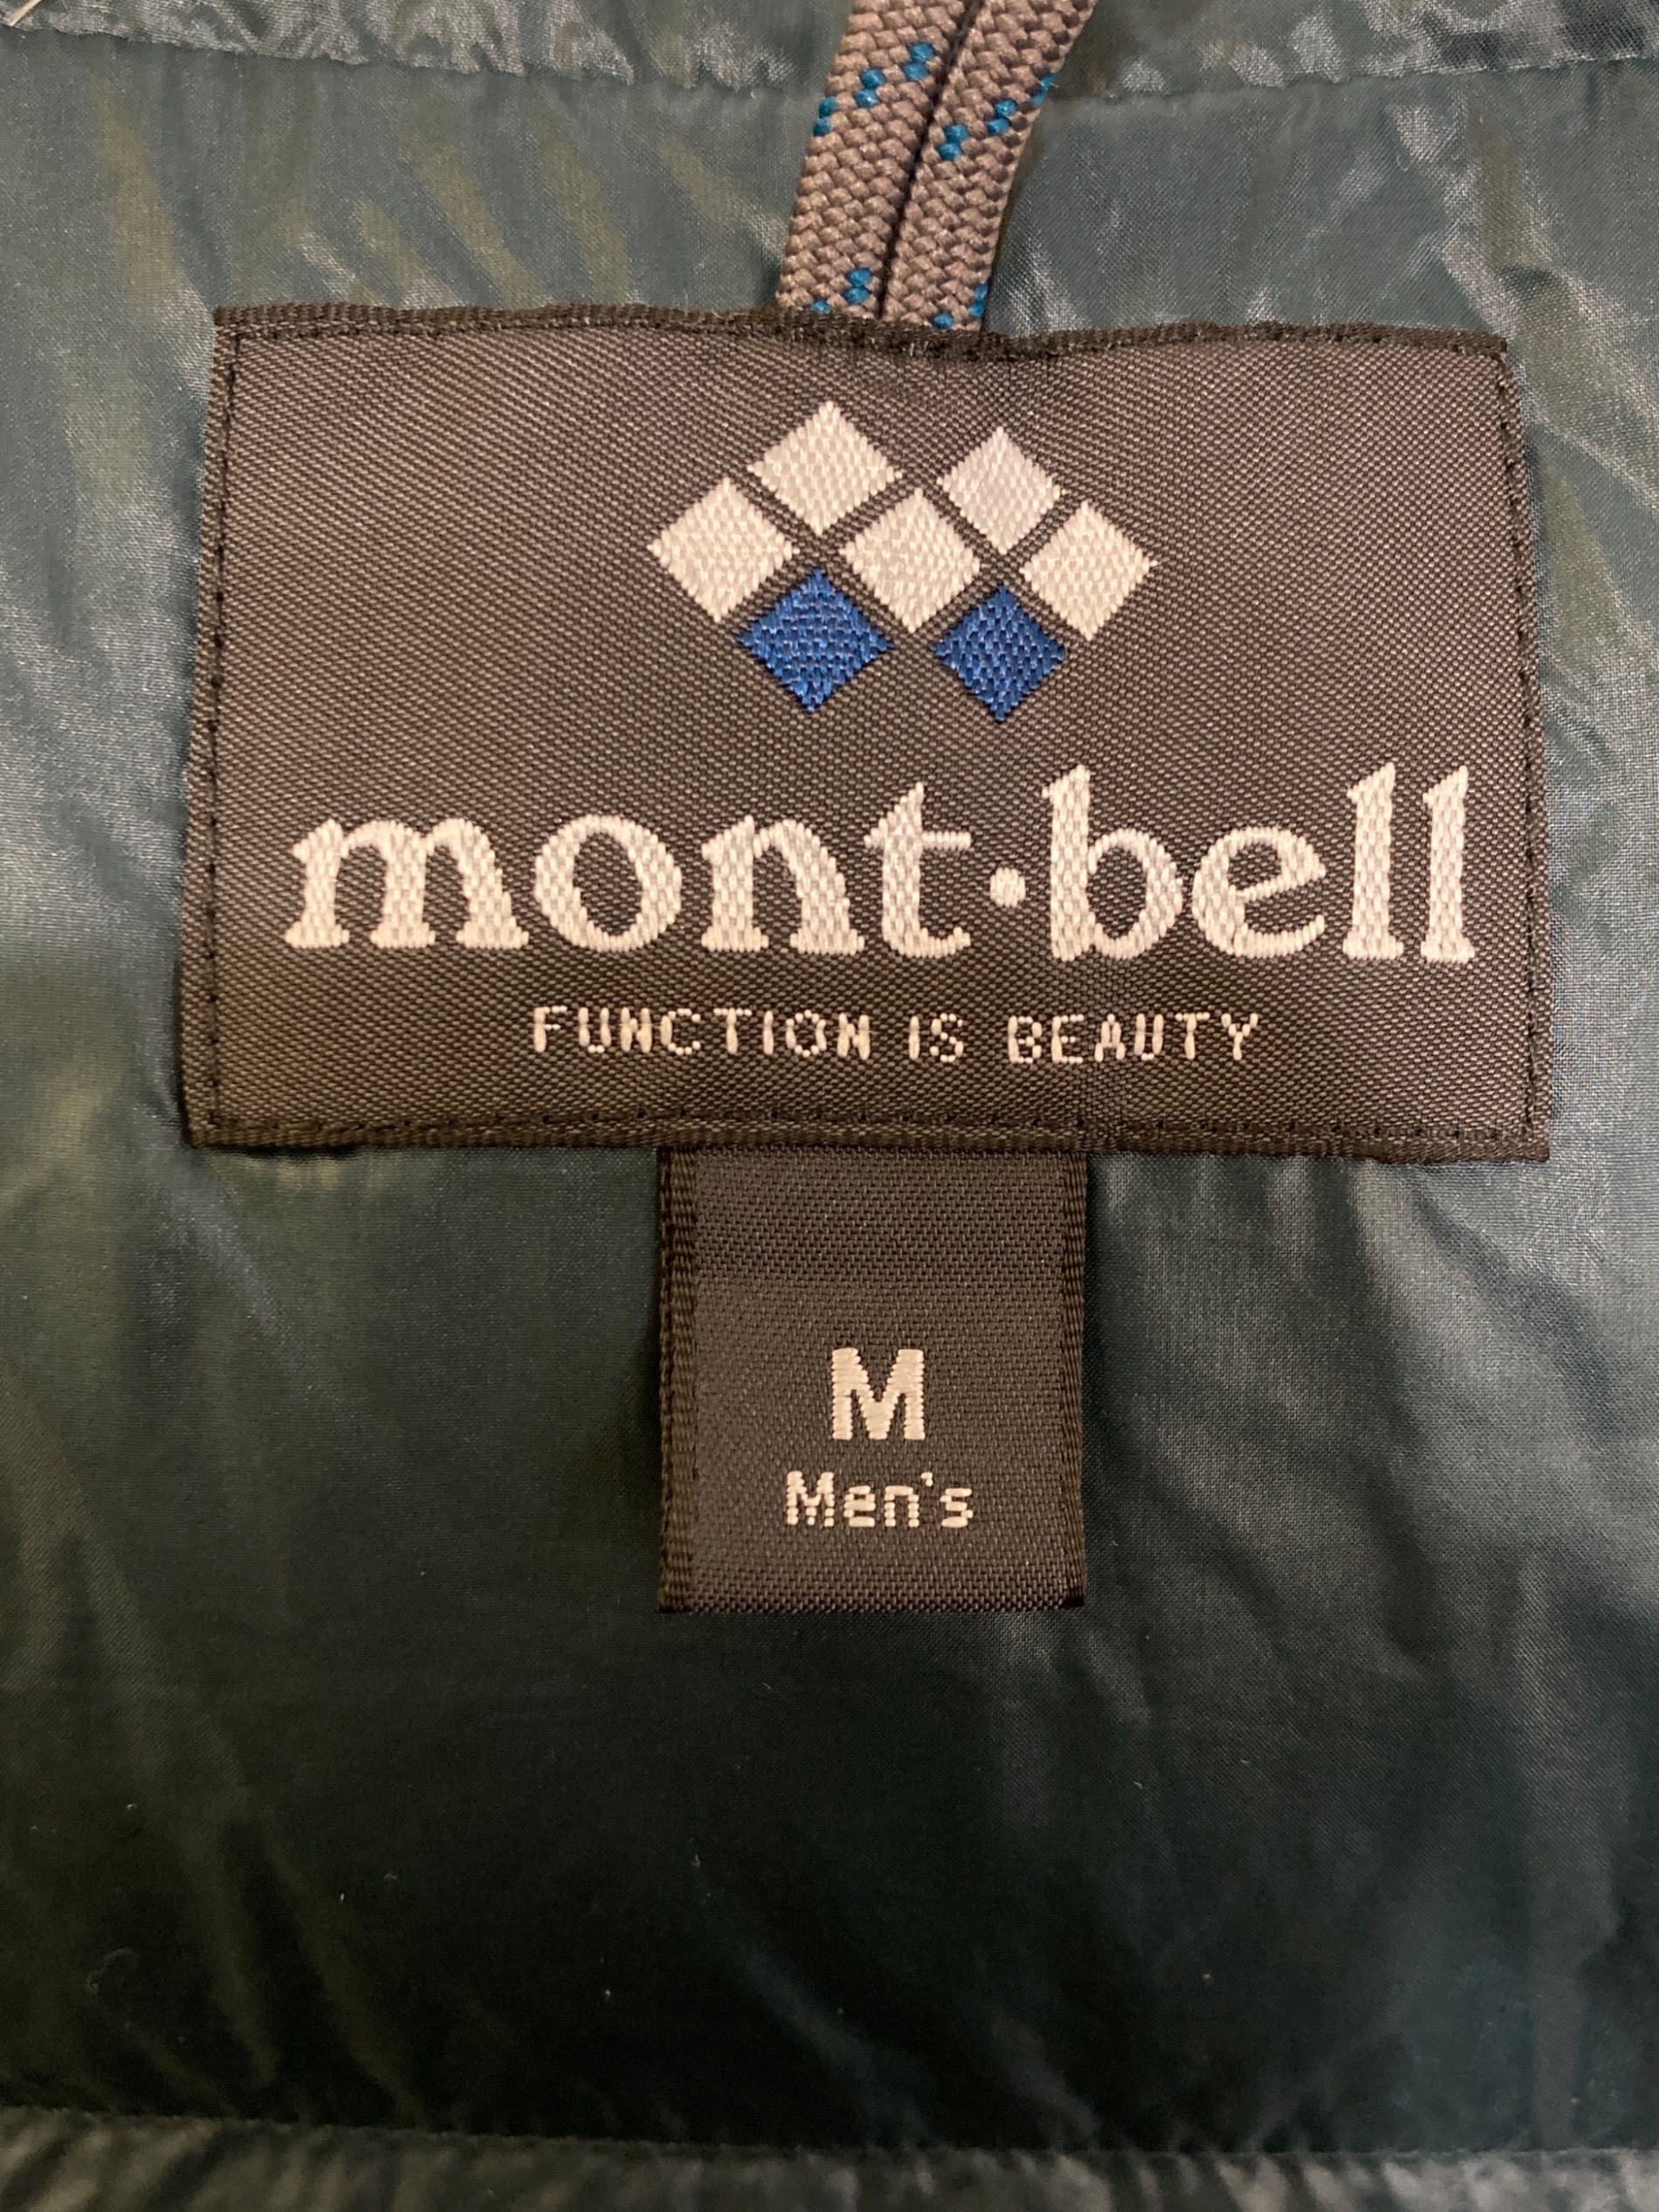 mont·bell
FUNCTION IS BEAUTY
M
Men's